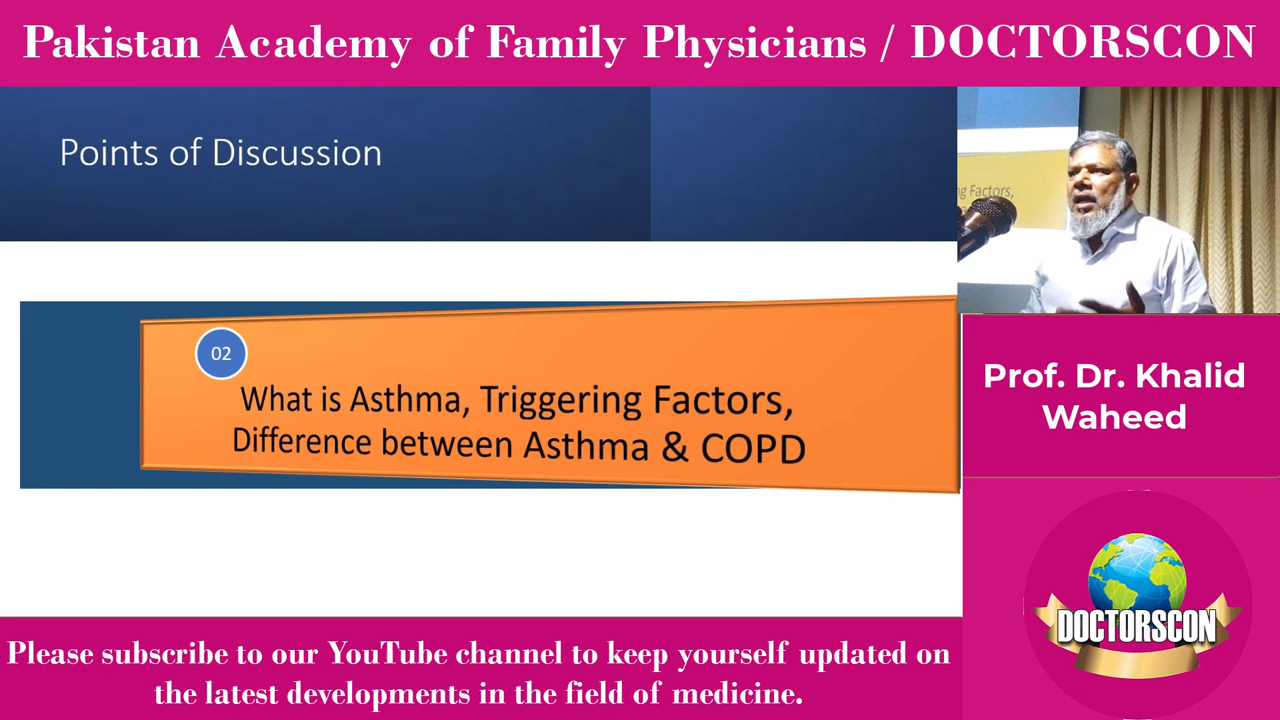 Pakistan Academy of Family Physicians / DOCTORSCON
Points of Discussion
ng Factors,
02
What is Asthma, Triggering Factors,
Difference between Asthma & COPD
Prof. Dr. Khalid
Waheed
DOCTORSCON
Please subscribe to our YouTube channel to keep yourself updated on
the latest developments in the field of medicine.